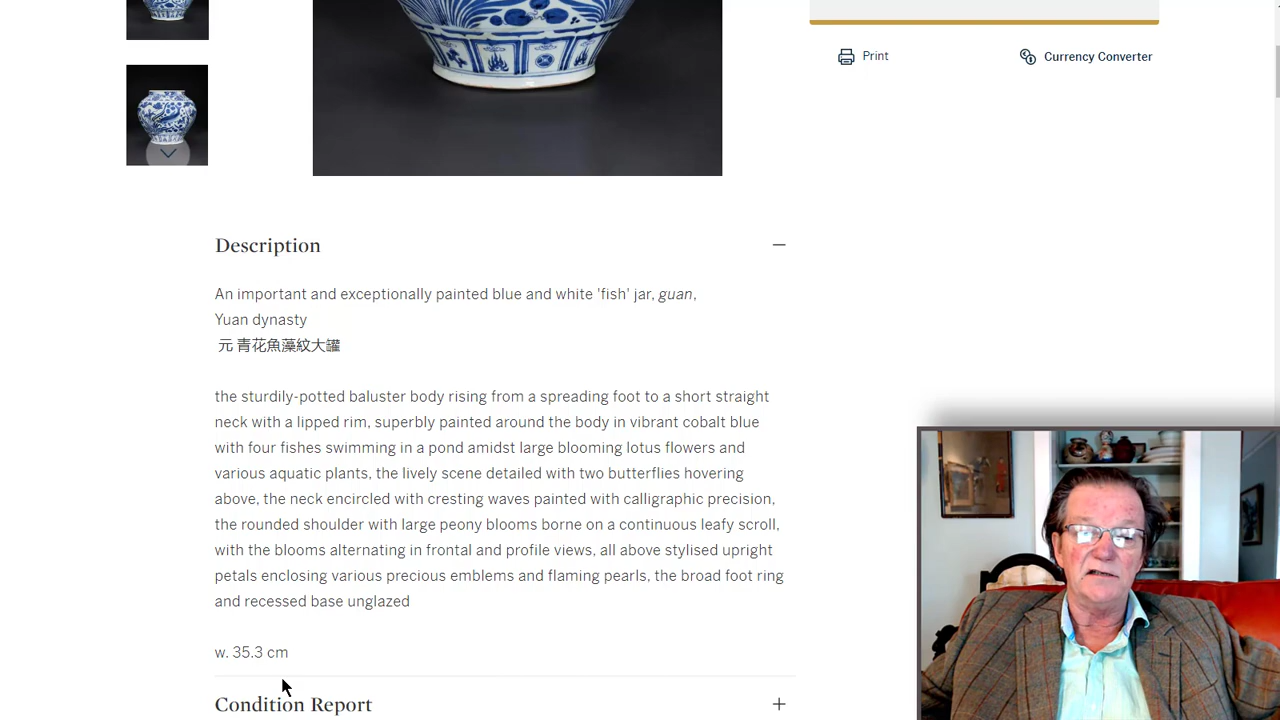 Print
Currency Converter
Description
An important and exceptionally painted blue and white 'fish' jar, guan,
Yuan dynasty
元 青花魚藻紋大罐
the sturdily-potted baluster body rising from a spreading foot to a short straight
neck with a lipped rim, superbly painted around the body in vibrant cobalt blue
with four fishes swimming in a pond amidst large blooming lotus flowers and
various aquatic plants, the lively scene detailed with two butterflies hovering
above, the neck encircled with cresting waves painted with calligraphic precision,
the rounded shoulder with large peony blooms borne on a continuous leafy scroll,
with the blooms alternating in frontal and profile views, all above stylised upright
petals enclosing various precious emblems and flaming pearls, the broad foot ring
and recessed base unglazed
w. 35.3 cm
Condition Report